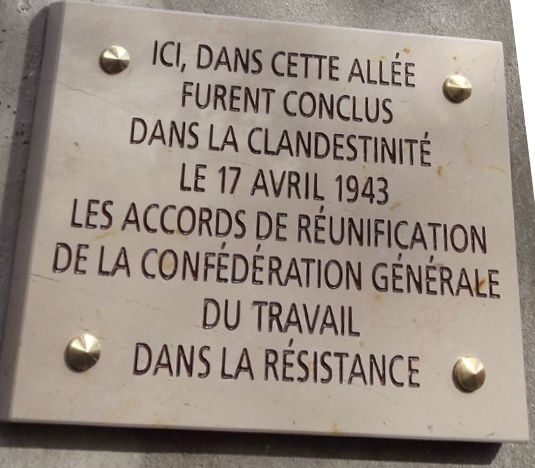 ICI, DANS CETTE ALLÉE
FURENT CONCLUS
DANS LA CLANDESTINITÉ
LE 17 AVRIL 1943
LES ACCORDS DE RÉUNIFICATION
DE LA CONFÉDÉRATION GÉNÉRALE
DU TRAVAIL
DANS LA RÉSISTANCE